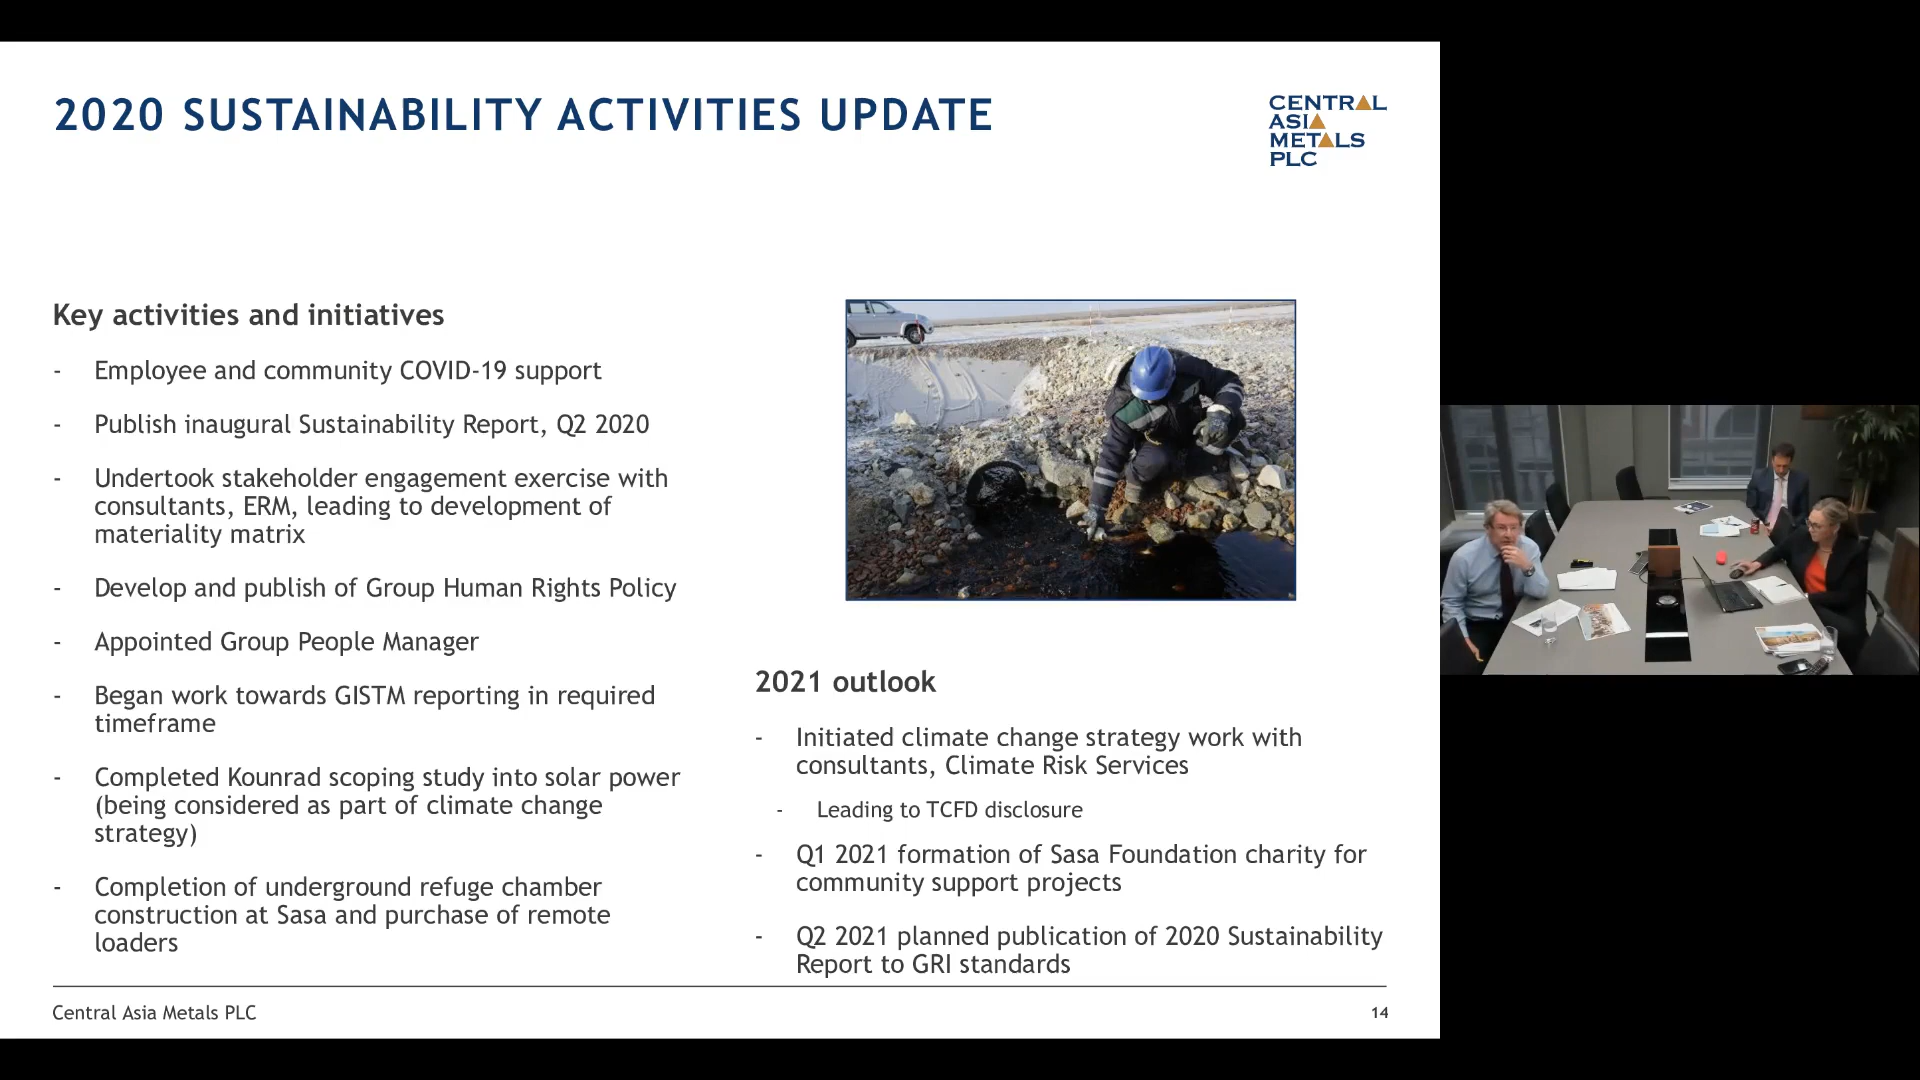 2020 SUSTAINABILITY ACTIVITIES UPDATE
CENTRAL
ASIA
METALS
PLC
Key activities and initiatives
- Employee and community COVID-19 support
- Publish inaugural Sustainability Report, Q2 2020
- Undertook stakeholder engagement exercise with
consultants, ERM, leading to development of
materiality matrix
- Develop and publish of Group Human Rights Policy
- Appointed Group People Manager
- Began work towards GISTM reporting in required
timeframe
- Completed Kounrad scoping study into solar power
(being considered as part of climate change
strategy)
- Completion of underground refuge chamber
construction at Sasa and purchase of remote
loaders
2021 outlook
- Initiated climate change strategy work with
consultants, Climate Risk Services
- Leading to TCFD disclosure
- Q1 2021 formation of Sasa Foundation charity for
community support projects
- Q2 2021 planned publication of 2020 Sustainability
Report to GRI standards
Central Asia Metals PLC
14